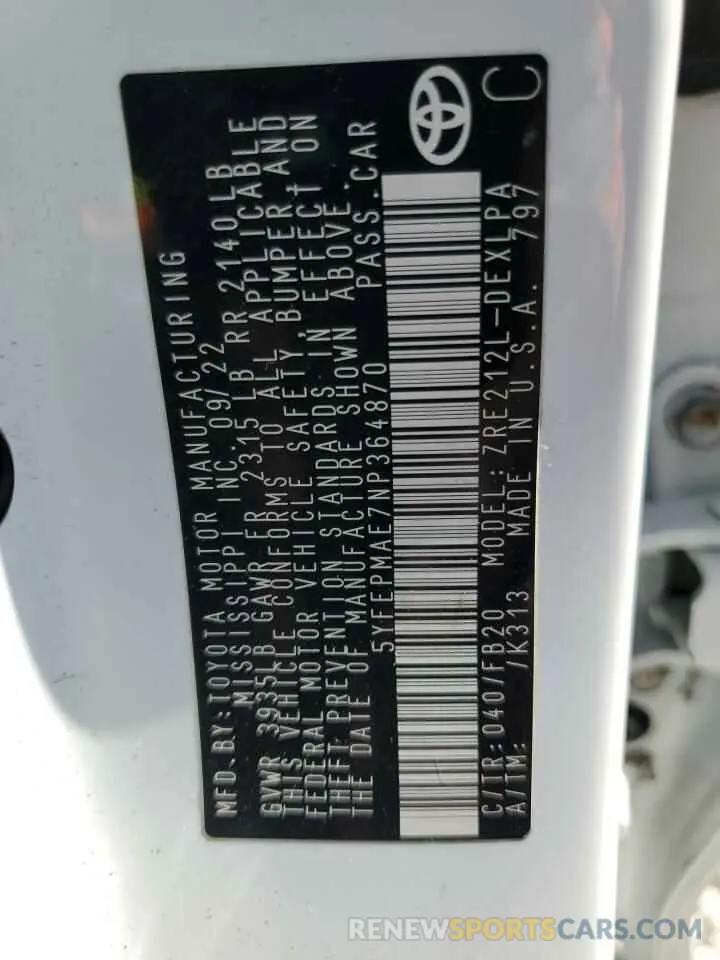 MFD. BY: TOYOTA MOTOR MANUFACTURING
MISSISSIPPI INC. 09/22
GVWR 3935LB GAWR FR 2315 LB RR 2140LB
THIS VEHICLE CONFORMS TO ALL APPLICABLE
FEDERAL MOTOR VEHICLE SAFETY, BUMPER, AND
THEFT PREVENTION STANDARDS IN EFFECT ON
THE DATE OF MANUFACTURE SHOWN ABOVE.
5YFEPMAE7NP364870 PASS. CAR
C/TR: 040/FB20 MODEL: ZRE212L-DEXLPA
A/TM: /K313 MADE IN U.S.A. 797
C
RENEWSPORTSCARS.COM